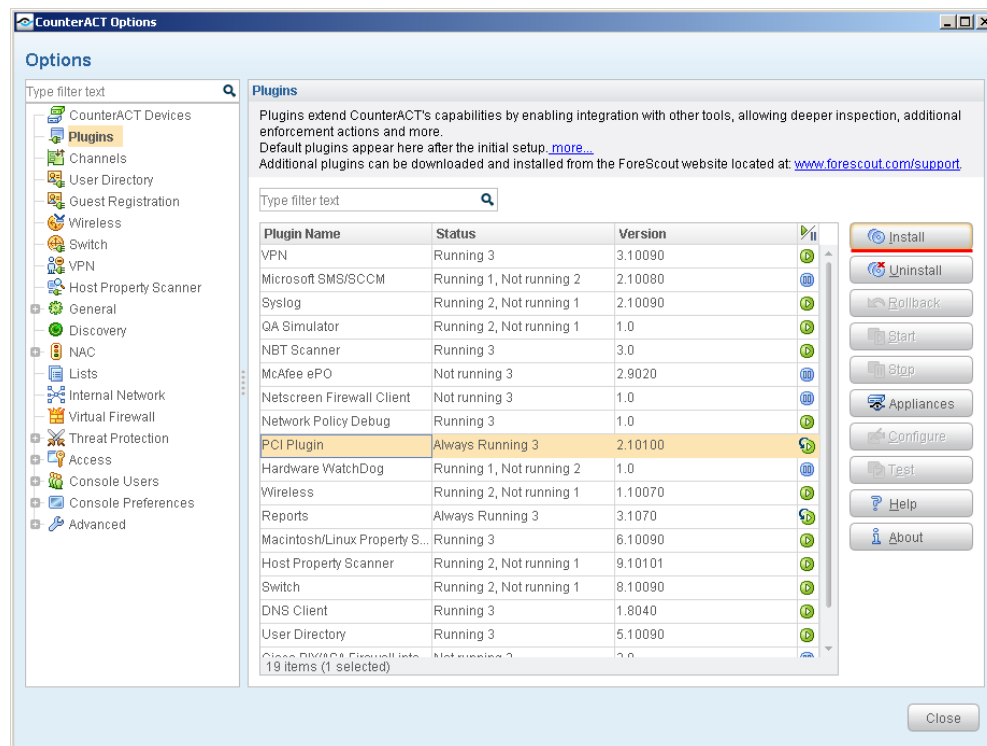 CounterACT Options
Options
Type filter text
CounterACT Devices
Plugins
Channels
User Directory
Guest Registration
Wireless
Switch
VPN
Host Property Scanner
General
Discovery
NAC
Lists
Internal Network
Virtual Firewall
Threat Protection
Access
Console Users
Console Preferences
Advanced
Plugins
Plugins extend CounterACT's capabilities by enabling integration with other tools, allowing deeper inspection, additional
enforcement actions and more.
Default plugins appear here after the initial setup. more...
Additional plugins can be downloaded and installed from the ForeScout website located at: www.forescout.com/support.
Type filter text
Plugin Name Status Version
VPN Running 3 3.10090
Microsoft SMS/SCCM Running 1, Not running 2 2.10080
Syslog Running 2, Not running 1 2.10090
QA Simulator Running 2, Not running 1 1.0
NBT Scanner Running 3 3.0
McAfee ePO Not running 3 2.9020
Netscreen Firewall Client Not running 3 1.0
Network Policy Debug Running 3 1.0
PCI Plugin Always Running 3 2.10100
Hardware WatchDog Running 1, Not running 2 1.0
Wireless Running 2, Not running 1 1.10070
Reports Always Running 3 3.1070
Macintosh/Linux Property S... Running 3 6.10090
Host Property Scanner Running 2, Not running 1 9.10101
Switch Running 2, Not running 1 8.10090
DNS Client Running 3 1.8040
User Directory Running 3 5.10090
19 items (1 selected)
Install
Uninstall
Rollback
Start
Stop
Appliances
Configure
Test
Help
About
Close